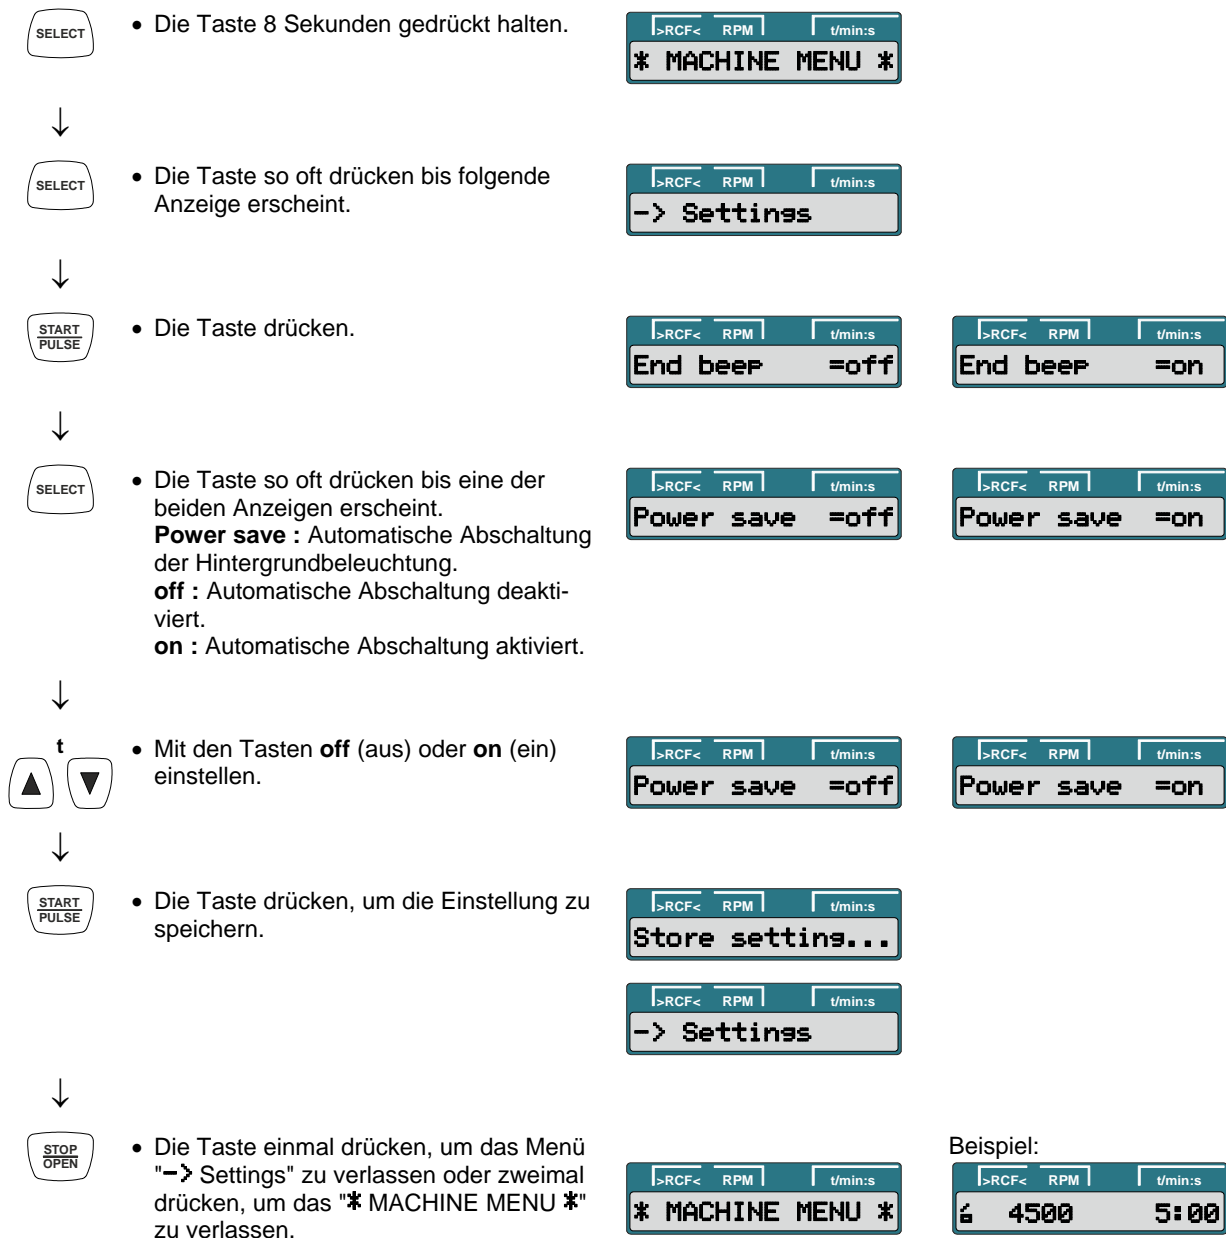 SELECT
• Die Taste 8 Sekunden gedrückt halten.
>RCF< RPM t/min:s
* MACHINE MENU *
↓
SELECT
• Die Taste so oft drücken bis folgende
Anzeige erscheint.
>RCF< RPM t/min:s
-> Settings
↓
START
PULSE
• Die Taste drücken.
>RCF< RPM t/min:s
End beep =off
>RCF< RPM t/min:s
End beep =on
↓
SELECT
• Die Taste so oft drücken bis eine der
beiden Anzeigen erscheint.
Power save : Automatische Abschaltung
der Hintergrundbeleuchtung.
off : Automatische Abschaltung deakti-
viert.
on : Automatische Abschaltung aktiviert.
>RCF< RPM t/min:s
Power save =off
>RCF< RPM t/min:s
Power save =on
↓
t
▲ ▼
• Mit den Tasten off (aus) oder on (ein)
einstellen.
>RCF< RPM t/min:s
Power save =off
>RCF< RPM t/min:s
Power save =on
↓
START
PULSE
• Die Taste drücken, um die Einstellung zu
speichern.
>RCF< RPM t/min:s
Store setting...
>RCF< RPM t/min:s
-> Settings
↓
STOP
OPEN
• Die Taste einmal drücken, um das Menü
"-> Settings" zu verlassen oder zweimal
drücken, um das "* MACHINE MENU *"
zu verlassen.
>RCF< RPM t/min:s
* MACHINE MENU *
Beispiel:
>RCF< RPM t/min:s
4500 5:00